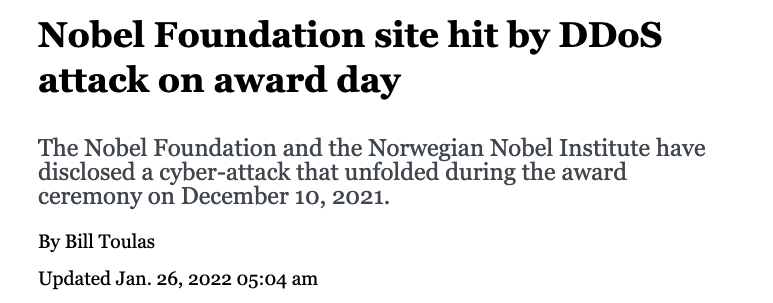 Nobel Foundation site hit by DDoS
attack on award day
The Nobel Foundation and the Norwegian Nobel Institute have
disclosed a cyber-attack that unfolded during the award
ceremony on December 10, 2021.
By Bill Toulas
Updated Jan. 26, 2022 05:04 am